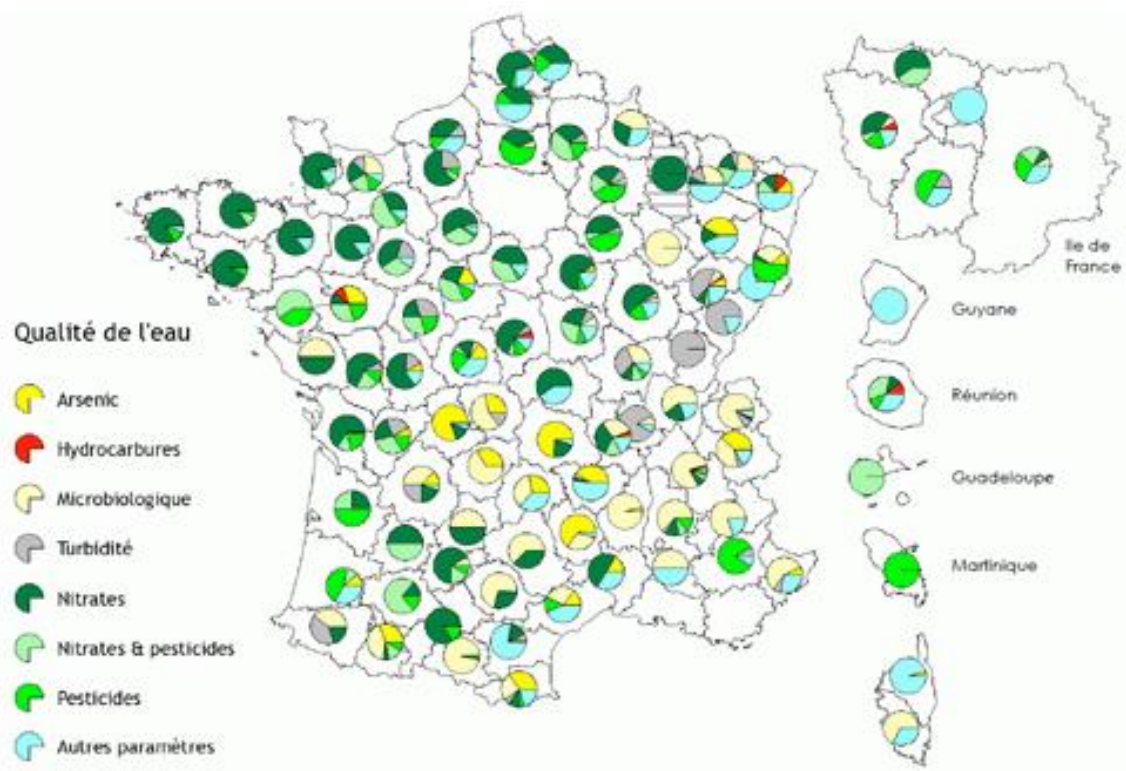 Qualité de l'eau
Arsenic
Hydrocarbures
Microbiologique
Turbidité
Nitrates
Nitrates & pesticides
Pesticides
Autres paramètres
Ile de
France
Guyane
Réunion
Guadeloupe
Martinique